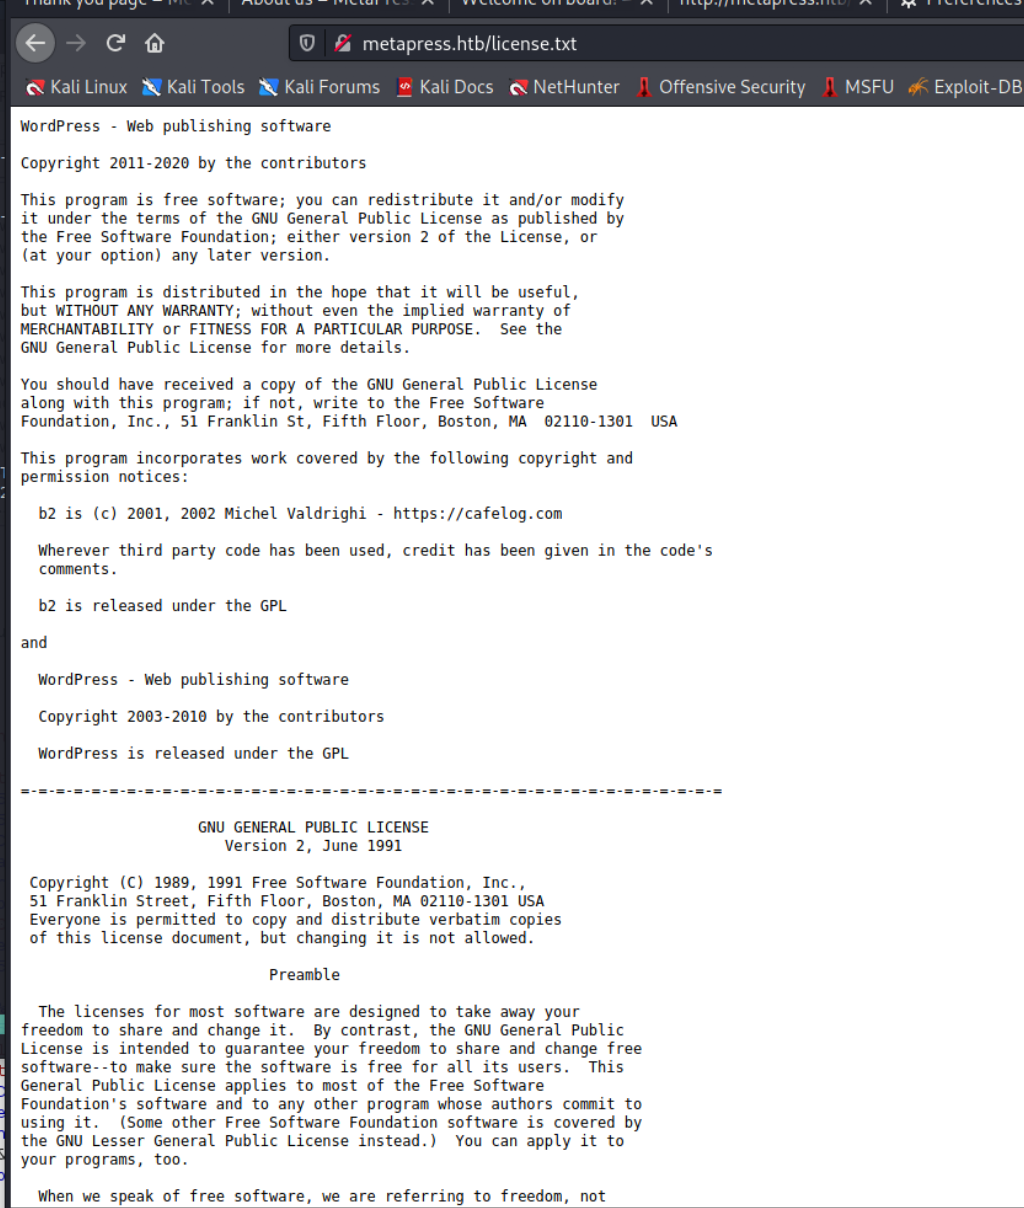 Thank you page – Me
About us – MetaPres
Welcome on board! –
http://metapress.htb/
Preferences
metapress.htb/license.txt
Kali Linux Kali Tools Kali Forums Kali Docs NetHunter Offensive Security MSFU Exploit-DB
WordPress - Web publishing software
Copyright 2011-2020 by the contributors
This program is free software; you can redistribute it and/or modify
it under the terms of the GNU General Public License as published by
the Free Software Foundation; either version 2 of the License, or
(at your option) any later version.
This program is distributed in the hope that it will be useful,
but WITHOUT ANY WARRANTY; without even the implied warranty of
MERCHANTABILITY or FITNESS FOR A PARTICULAR PURPOSE.  See the
GNU General Public License for more details.
You should have received a copy of the GNU General Public License
along with this program; if not, write to the Free Software
Foundation, Inc., 51 Franklin St, Fifth Floor, Boston, MA  02110-1301  USA
This program incorporates work covered by the following copyright and
permission notices:
b2 is (c) 2001, 2002 Michel Valdrighi - https://cafelog.com
Wherever third party code has been used, credit has been given in the code's
comments.
b2 is released under the GPL
and
WordPress - Web publishing software
Copyright 2003-2010 by the contributors
WordPress is released under the GPL
=-=-=-=-=-=-=-=-=-=-=-=-=-=-=-=-=-=-=-=-=-=-=-=-=-=-=-=-=-=-=-=-=-=-=-=-=-=-=-=
GNU GENERAL PUBLIC LICENSE
Version 2, June 1991
Copyright (C) 1989, 1991 Free Software Foundation, Inc.,
51 Franklin Street, Fifth Floor, Boston, MA 02110-1301 USA
Everyone is permitted to copy and distribute verbatim copies
of this license document, but changing it is not allowed.
Preamble
The licenses for most software are designed to take away your
freedom to share and change it.  By contrast, the GNU General Public
License is intended to guarantee your freedom to share and change free
software--to make sure the software is free for all its users.  This
General Public License applies to most of the Free Software
Foundation's software and to any other program whose authors commit to
using it.  (Some other Free Software Foundation software is covered by
the GNU Lesser General Public License instead.)  You can apply it to
your programs, too.
When we speak of free software, we are referring to freedom, not